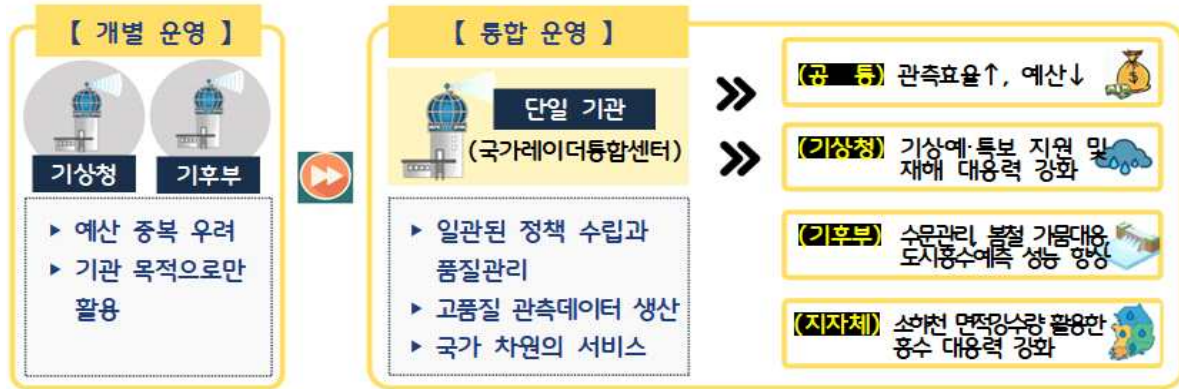 【 개별 운영 】
기상청
기후부
▸ 예산 중복 우려
▸ 기관 목적으로만
활용
【 통합 운영 】
단일 기관
(국가레이더통합센터)
▸ 일관된 정책 수립과
품질관리
▸ 고품질 관측데이터 생산
▸ 국가 차원의 서비스
(공 통) 관측효율↑, 예산↓
(기상청) 기상예·특보 지원 및
재해 대응력 강화
(기후부) 수문관리, 봄철 가뭄대응,
도시홍수예측 성능 향상
(지자체) 소하천 면적강수량 활용한
홍수 대응력 강화